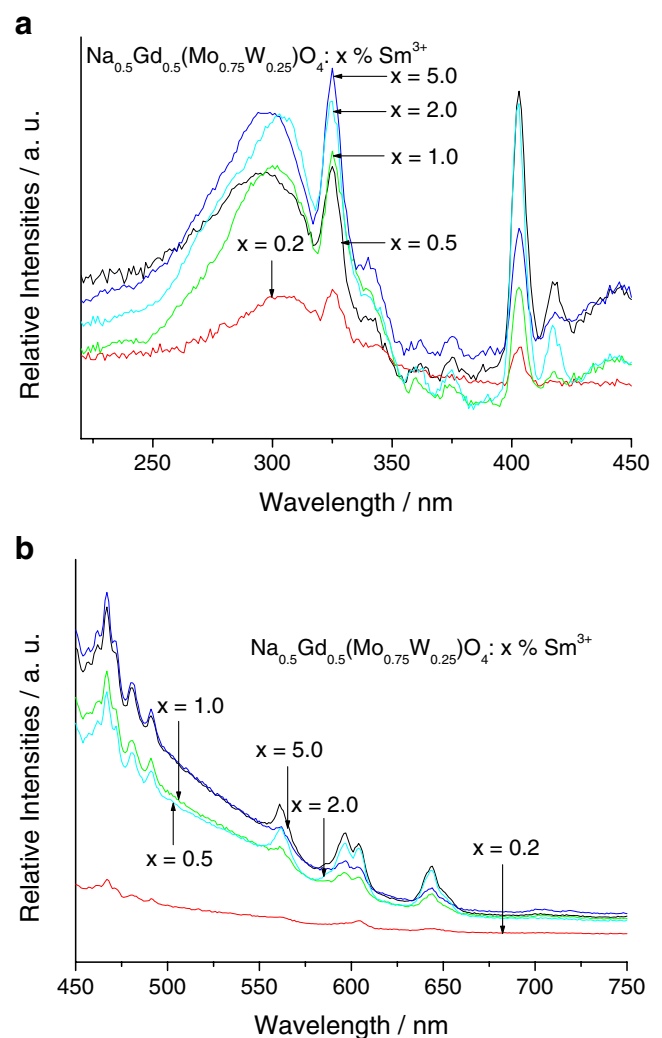 a
Na0.5Gd0.5(Mo0.75W0.25)O4: x % Sm3+
x = 5.0
x = 2.0
x = 1.0
x = 0.2
x = 0.5
Relative Intensities / a. u.
250 300 350 400 450
Wavelength / nm
b
Na0.5Gd0.5(Mo0.75W0.25)O4: x % Sm3+
x = 1.0
x = 5.0
x = 2.0
x = 0.5
x = 0.2
Relative Intensities / a. u.
450 500 550 600 650 700 750
Wavelength / nm